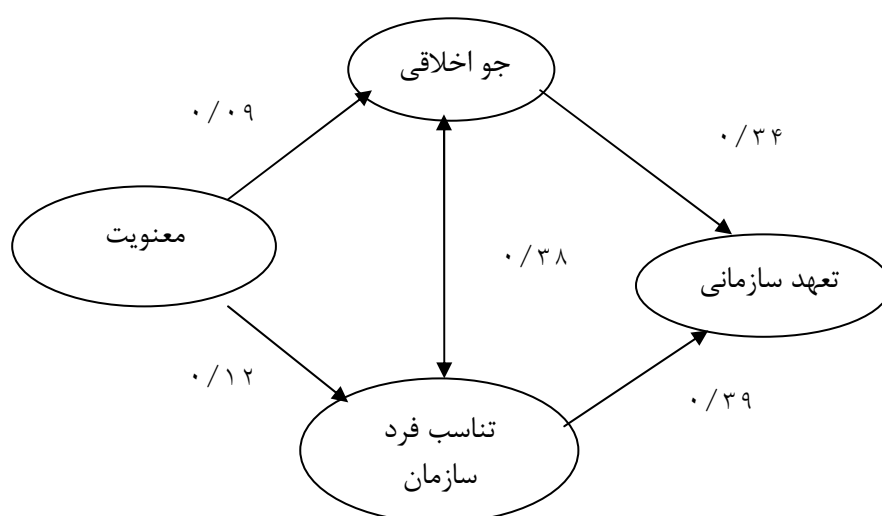 جو اخلاقی
۰/۰۹
۰/۳۴
معنویت
۰/۳۸
تعهد سازمانی
۰/۱۲
۰/۳۹
تناسب فرد
سازمان